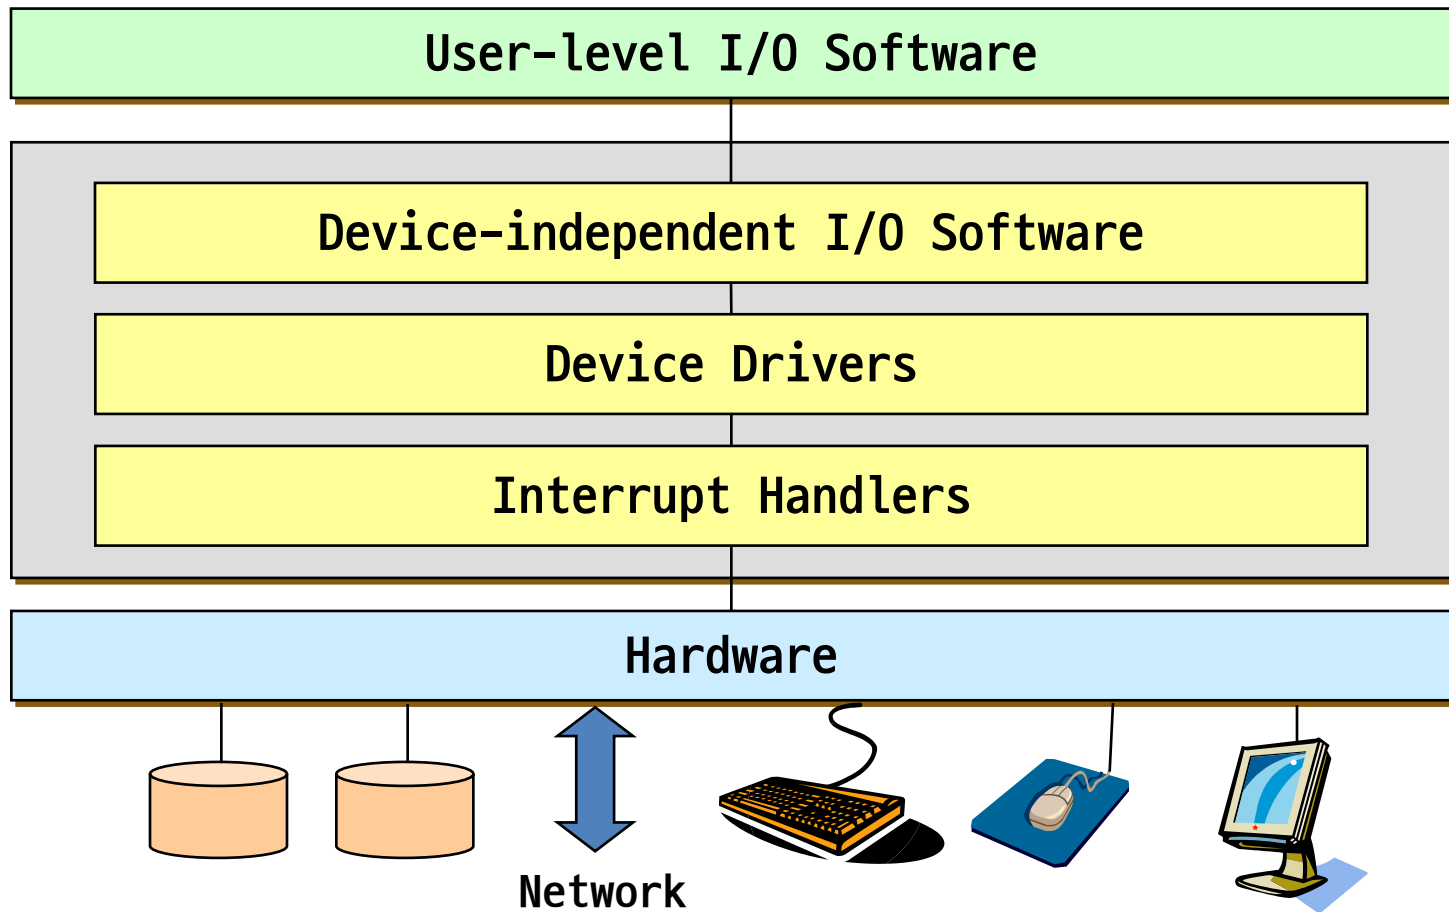 User-level I/O Software
Device-independent I/O Software
Device Drivers
Interrupt Handlers
Hardware
Network